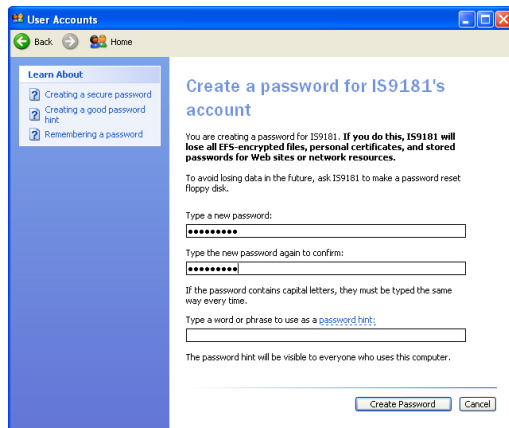 User Accounts
Back Home
Learn About
Creating a secure password
Creating a good password
hint
Remembering a password
Create a password for IS9181's
account
You are creating a password for IS9181. If you do this, IS9181 will
lose all EFS-encrypted files, personal certificates, and stored
passwords for Web sites or network resources.
To avoid losing data in the future, ask IS9181 to make a password reset
floppy disk.
Type a new password:
●●●●●●●●●
Type the new password again to confirm:
●●●●●●●●●
If the password contains capital letters, they must be typed the same
way every time.
Type a word or phrase to use as a password hint:
The password hint will be visible to everyone who uses this computer.
Create Password Cancel